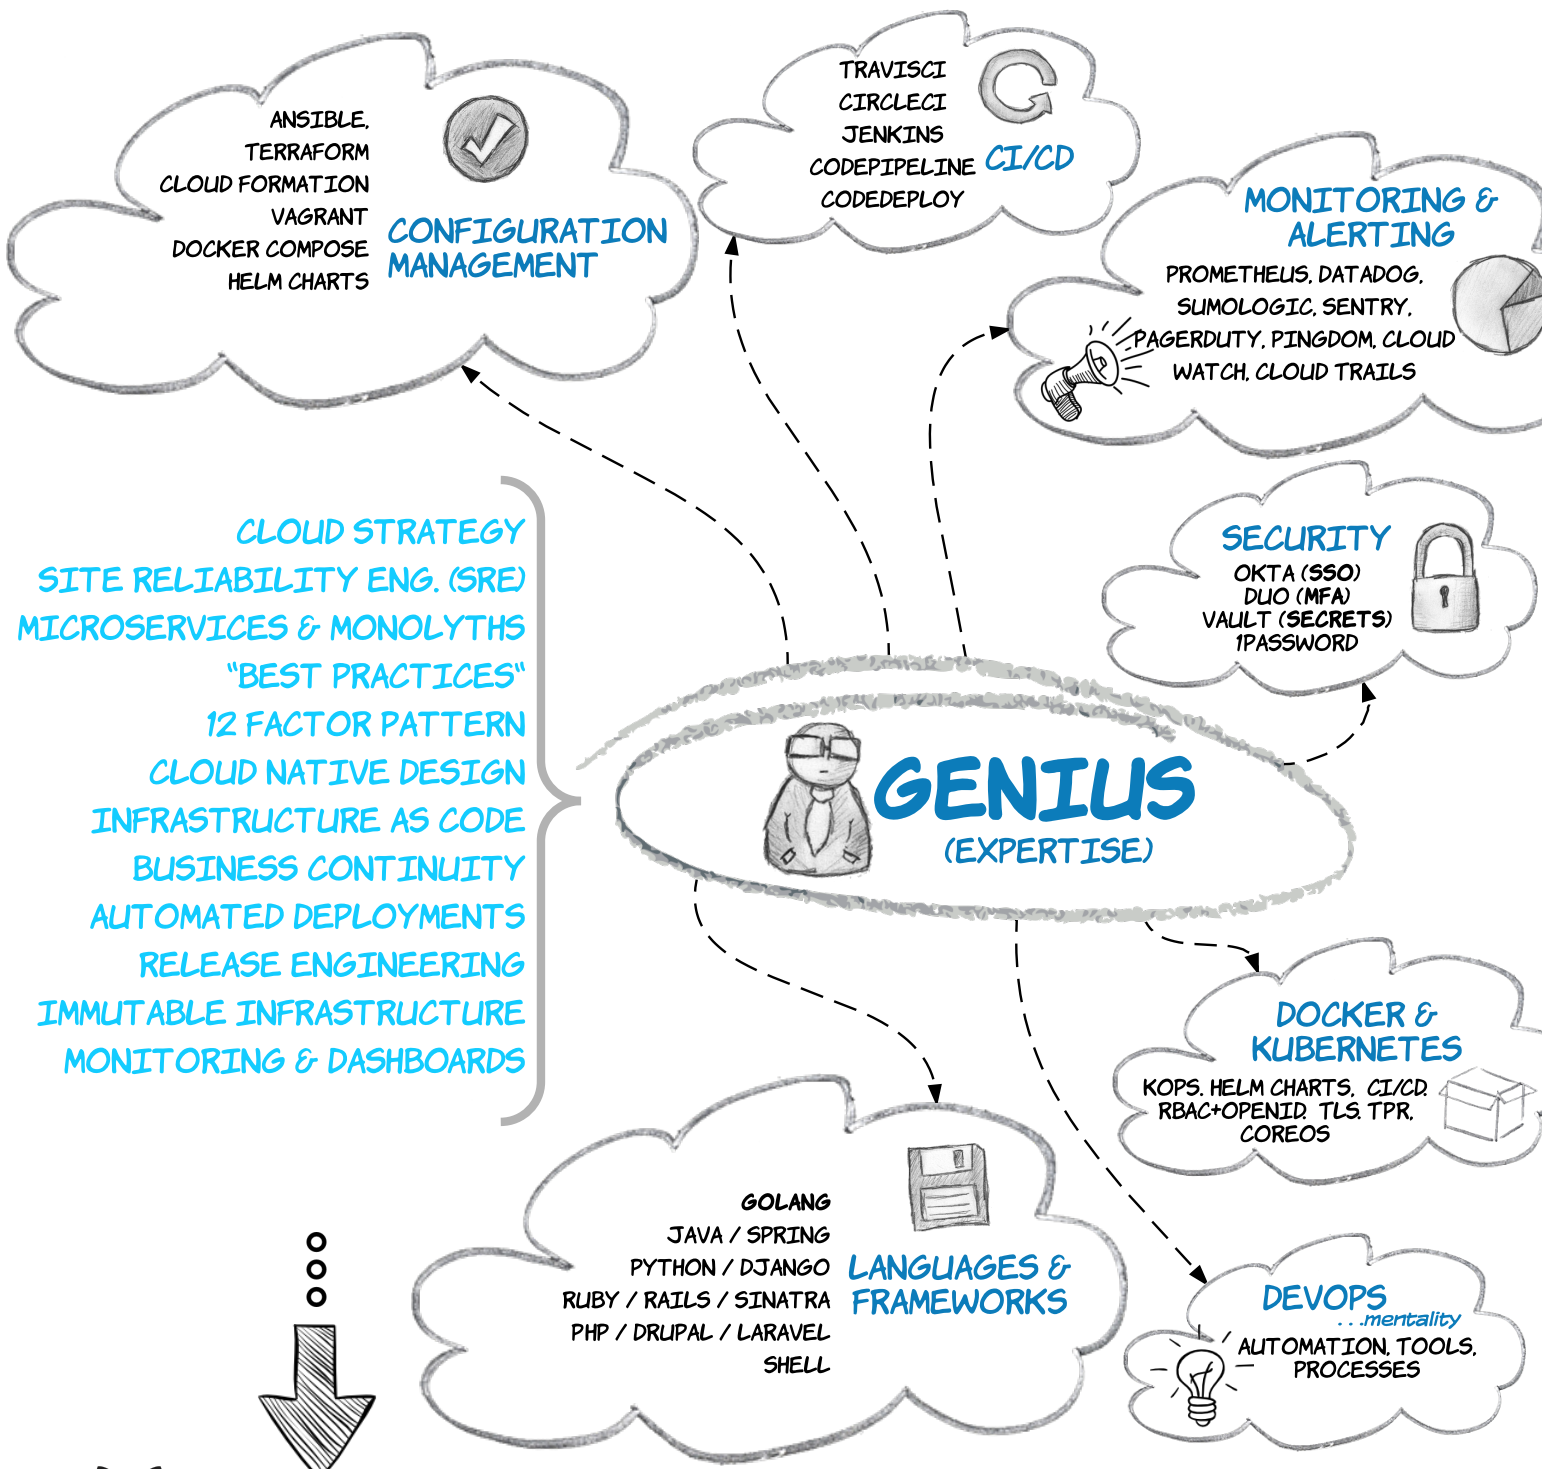 ANSIBLE,
TERRAFORM
CLOUD FORMATION
VAGRANT
DOCKER COMPOSE
HELM CHARTS
CONFIGURATION
MANAGEMENT
TRAVISCI
CIRCLECI
JENKINS
CODEPIPELINE
CODEDEPLOY
CI/CD
MONITORING &
ALERTING
PROMETHEUS, DATADOG,
SUMOLOGIC, SENTRY,
PAGERDUTY, PINGDOM, CLOUD
WATCH, CLOUD TRAILS
SECURITY
OKTA (SSO)
DUO (MFA)
VAULT (SECRETS)
1PASSWORD
CLOUD STRATEGY
SITE RELIABILITY ENG. (SRE)
MICROSERVICES & MONOLYTHS
"BEST PRACTICES"
12 FACTOR PATTERN
CLOUD NATIVE DESIGN
INFRASTRUCTURE AS CODE
BUSINESS CONTINUITY
AUTOMATED DEPLOYMENTS
RELEASE ENGINEERING
IMMUTABLE INFRASTRUCTURE
MONITORING & DASHBOARDS
GENIUS
(EXPERTISE)
DOCKER &
KUBERNETES
KOPS. HELM CHARTS, CI/CD.
RBAC+OPENID. TLS. TPR,
COREOS
GOLANG
JAVA / SPRING
PYTHON / DJANGO
RUBY / RAILS / SINATRA
PHP / DRUPAL / LARAVEL
SHELL
LANGUAGES &
FRAMEWORKS
DEVOPS
...mentality
AUTOMATION, TOOLS,
PROCESSES